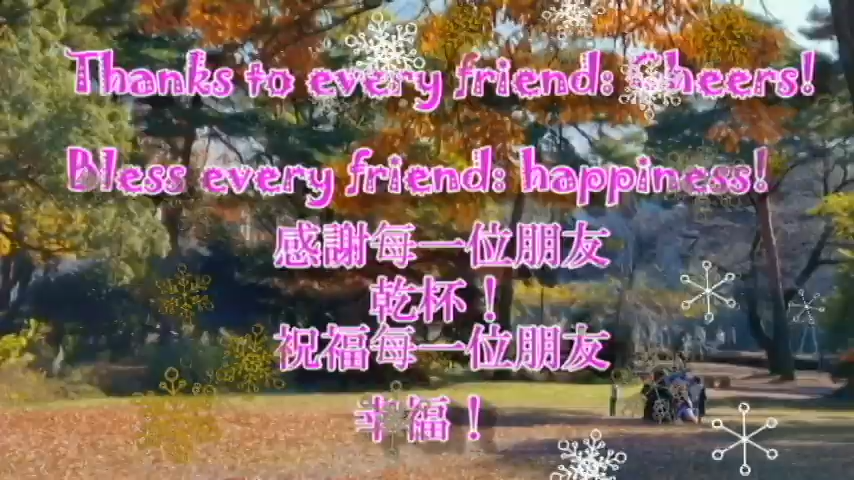 Thanks to every friend: Cheers!
Bless every friend: happiness!
感謝每一位朋友
乾杯！
祝福每一位朋友
幸福！